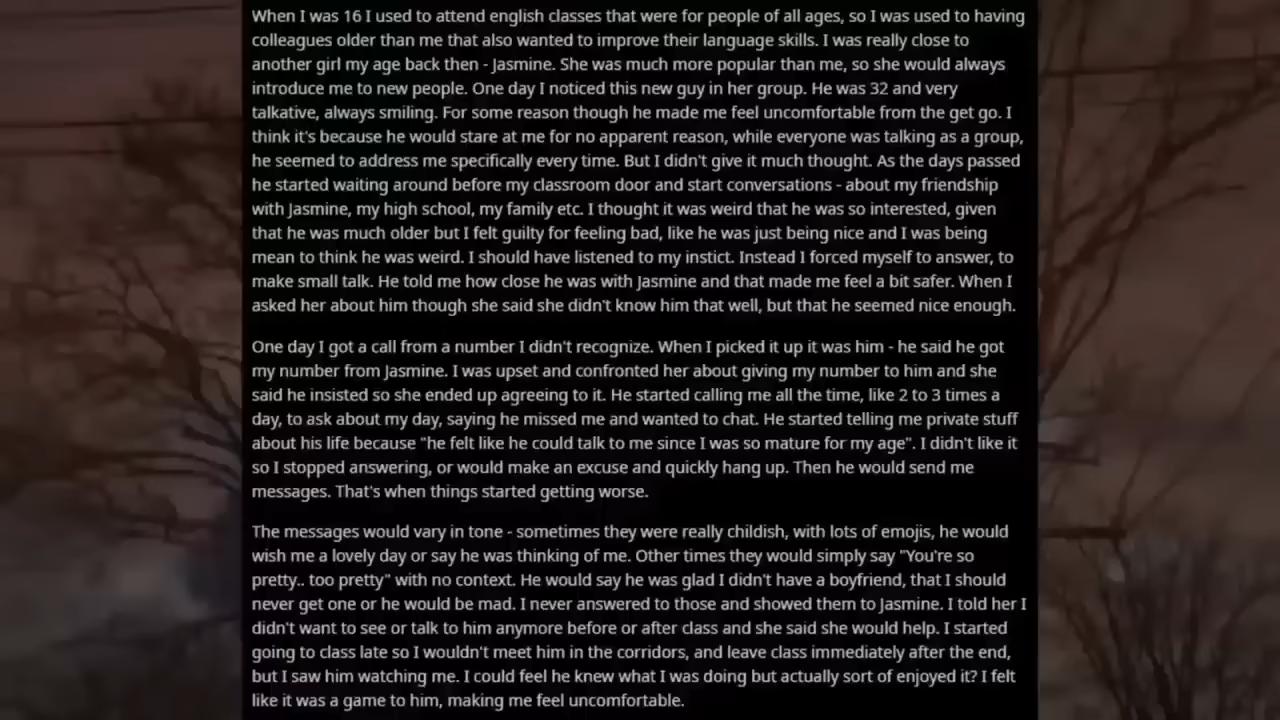 When I was 16 I used to attend english classes that were for people of all ages, so I was used to having
colleagues older than me that also wanted to improve their language skills. I was really close to
another girl my age back then - Jasmine. She was much more popular than me, so she would always
introduce me to new people. One day I noticed this new guy in her group. He was 32 and very
talkative, always smiling. For some reason though he made me feel uncomfortable from the get go. I
think it's because he would stare at me for no apparent reason, while everyone was talking as a group,
he seemed to address me specifically every time. But I didn't give it much thought. As the days passed
he started waiting around before my classroom door and start conversations - about my friendship
with Jasmine, my high school, my family etc. I thought it was weird that he was so interested, given
that he was much older but I felt guilty for feeling bad, like he was just being nice and I was being
mean to think he was weird. I should have listened to my instict. Instead I forced myself to answer, to
make small talk. He told me how close he was with Jasmine and that made me feel a bit safer. When I
asked her about him though she said she didn't know him that well, but that he seemed nice enough.
One day I got a call from a number I didn't recognize. When I picked it up it was him - he said he got
my number from Jasmine. I was upset and confronted her about giving my number to him and she
said he insisted so she ended up agreeing to it. He started calling me all the time, like 2 to 3 times a
day, to ask about my day, saying he missed me and wanted to chat. He started telling me private stuff
about his life because "he felt like he could talk to me since I was so mature for my age". I didn't like it
so I stopped answering, or would make an excuse and quickly hang up. Then he would send me
messages. That's when things started getting worse.
The messages would vary in tone - sometimes they were really childish, with lots of emojis, he would
wish me a lovely day or say he was thinking of me. Other times they would simply say "You're so
pretty.. too pretty" with no context. He would say he was glad I didn't have a boyfriend, that I should
never get one or he would be mad. I never answered to those and showed them to Jasmine. I told her I
didn't want to see or talk to him anymore before or after class and she said she would help. I started
going to class late so I wouldn't meet him in the corridors, and leave class immediately after the end,
but I saw him watching me. I could feel he knew what I was doing but actually sort of enjoyed it? I felt
like it was a game to him, making me feel uncomfortable.